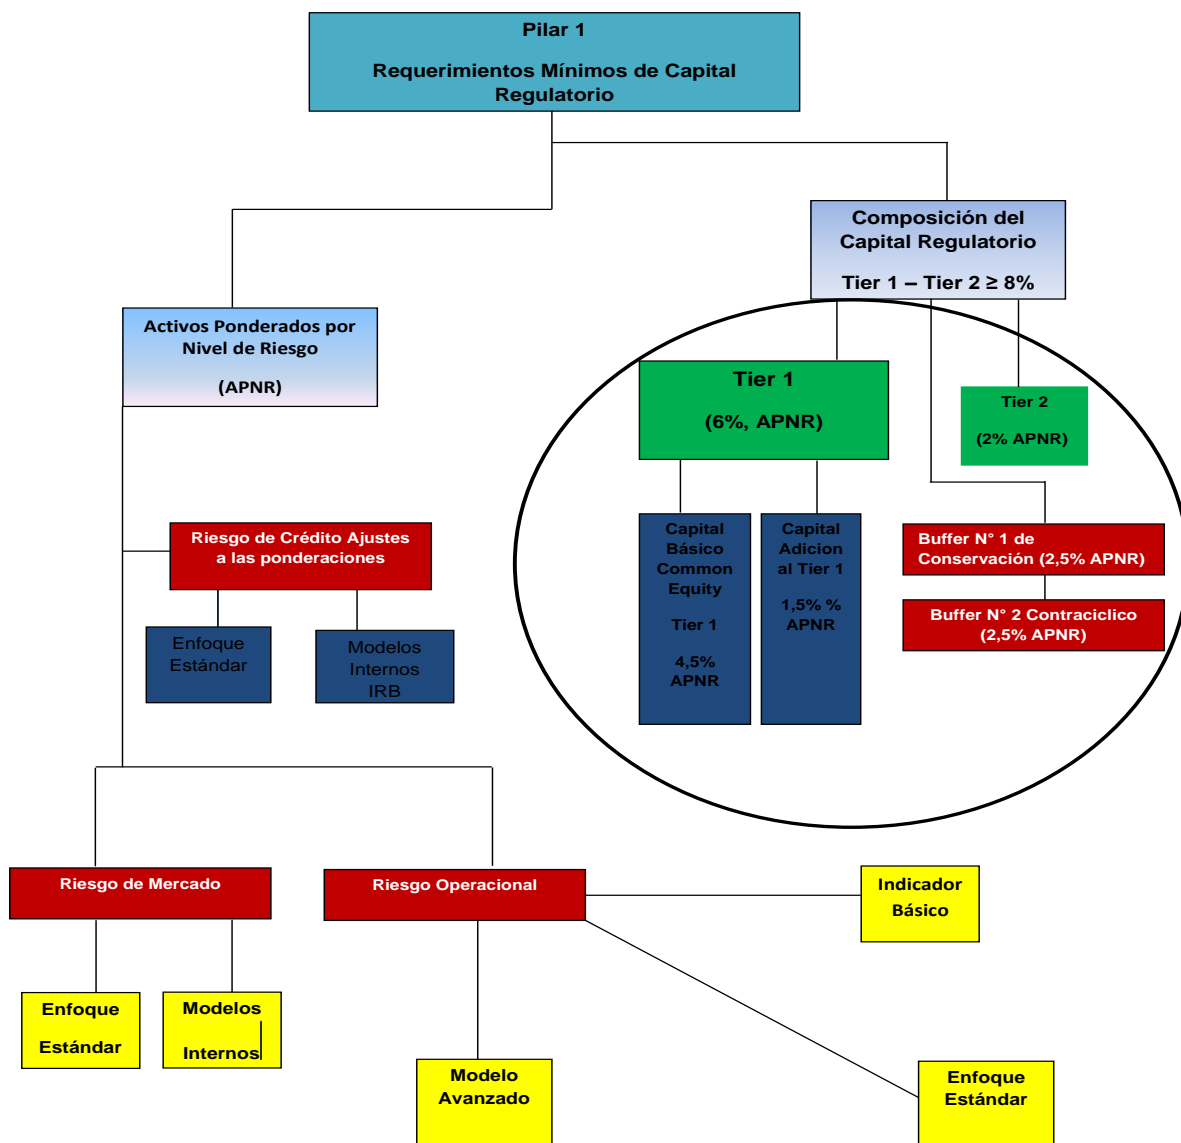 Pilar 1
Requerimientos Mínimos de Capital
Regulatorio
Composición del
Capital Regulatorio
Tier 1 – Tier 2 ≥ 8%
Activos Ponderados por
Nivel de Riesgo
(APNR)
Tier 1
(6%, APNR)
Tier 2
(2% APNR)
Riesgo de Crédito Ajustes
a las ponderaciones
Enfoque
Estándar
Modelos
Internos
IRB
Capital
Básico
Common
Equity
Tier 1
4,5%
APNR
Capital
Adicion
al Tier 1
1,5% %
APNR
Buffer N° 1 de
Conservación (2,5% APNR)
Buffer N° 2 Contraciclico
(2,5% APNR)
Riesgo de Mercado
Riesgo Operacional
Indicador
Básico
Enfoque
Estándar
Modelos
Internos
Modelo
Avanzado
Enfoque
Estándar